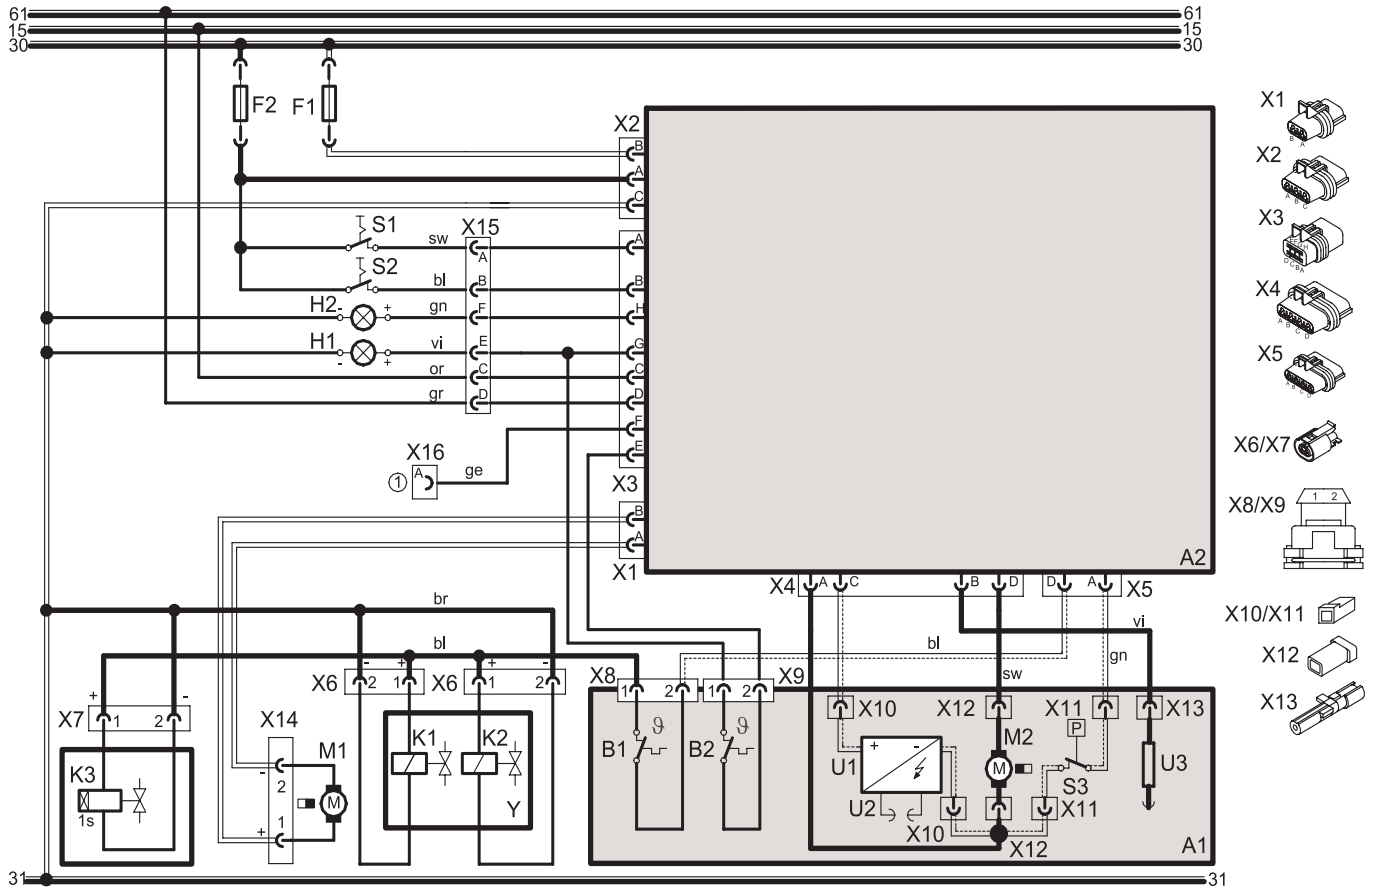 61 61
15 15
30 30
F2 F1
X2
B
A
C
S1 X15
sw A A
S2
bl B B
H2 - + gn F H
H1 - + vi E G
or C C
gr D D
F
E
X16
1 A ge
X3
B
A
X1
A2
X4 A C B D D A X5
br
bl
vi
bl
gn
sw
- + + -
X6 2 1 X6 1 2
X8 1 2 1 2 X9
+ -
X7 1 2 X14
X10 X12 X11 X13
K3
1s
- 2
M1
M
+ 1
K1 K2
Y
B1 ϑ B2 ϑ
+ -
U1
U2
M2
M
P
S3
U3
X10 X11
X12
A1
31 31
X1
B A
X2
A B C
X3
E F G H
D C B A
X4
A B C D
X5
A B C D
X6/X7
X8/X9
1 2
X10/X11
X12
X13